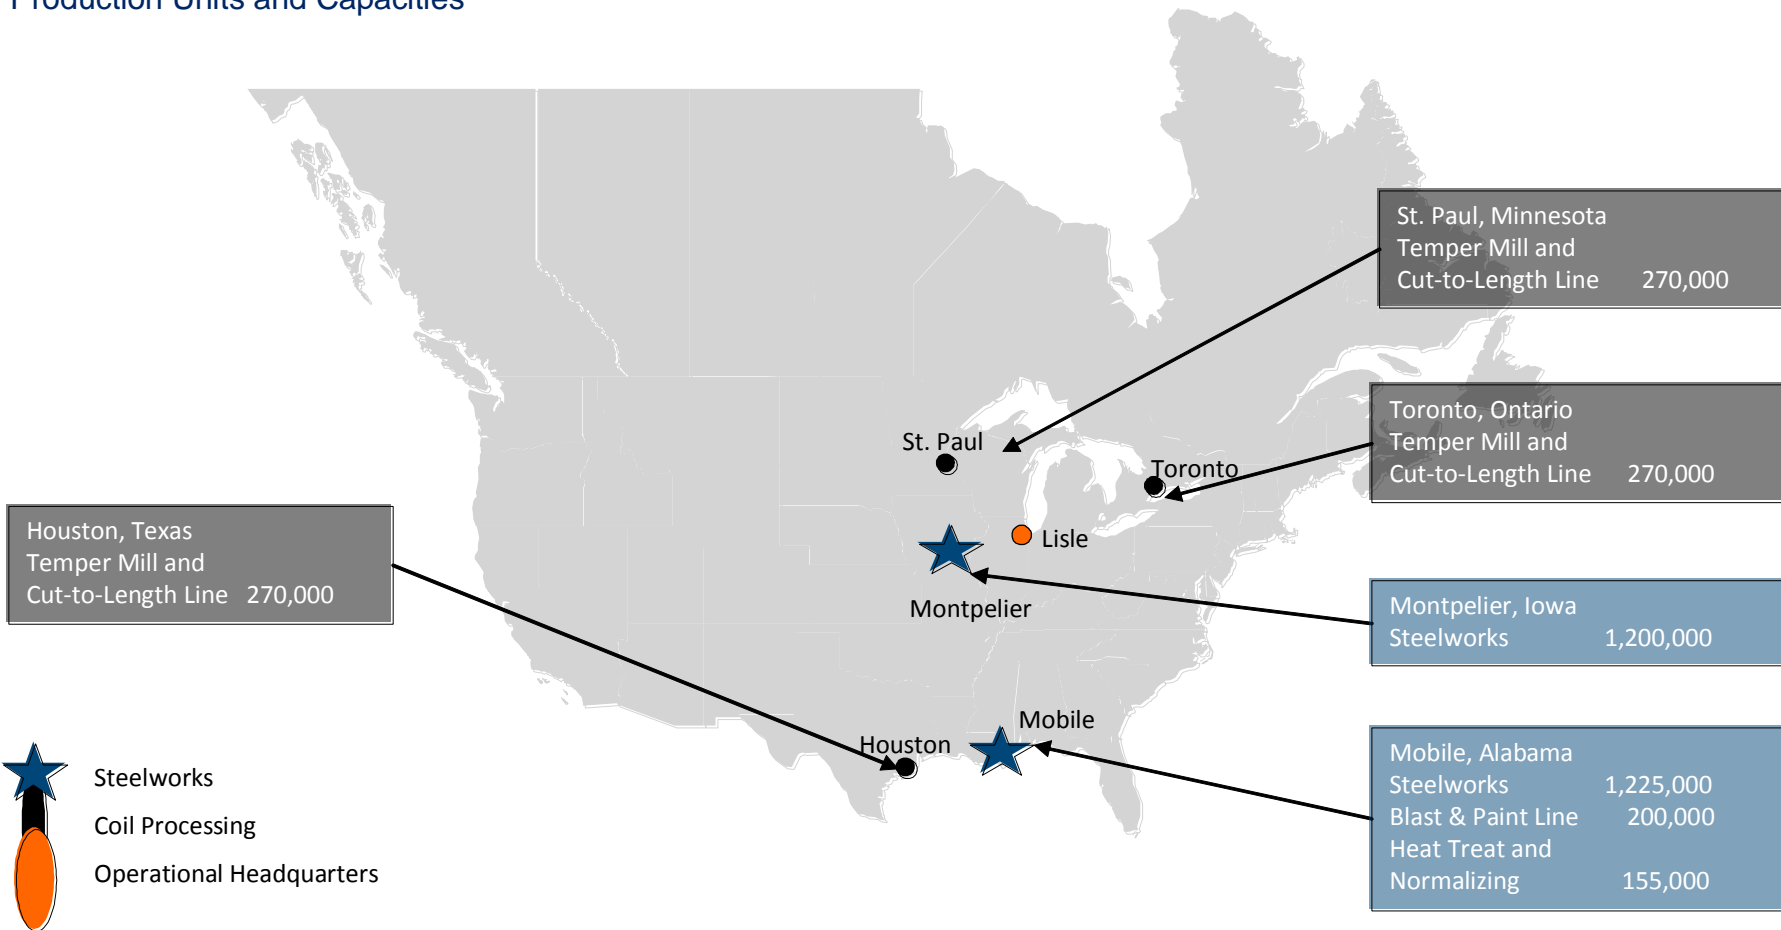 Production Units and Capacities
St. Paul, Minnesota
Temper Mill and
Cut-to-Length Line 270,000
Toronto, Ontario
Temper Mill and
Cut-to-Length Line 270,000
St. Paul
Toronto
Houston, Texas
Temper Mill and
Cut-to-Length Line 270,000
Lisle
Montpelier
Montpelier, Iowa
Steelworks 1,200,000
Mobile
Houston
Mobile, Alabama
Steelworks 1,225,000
Blast & Paint Line 200,000
Heat Treat and
Normalizing 155,000
Steelworks
Coil Processing
Operational Headquarters